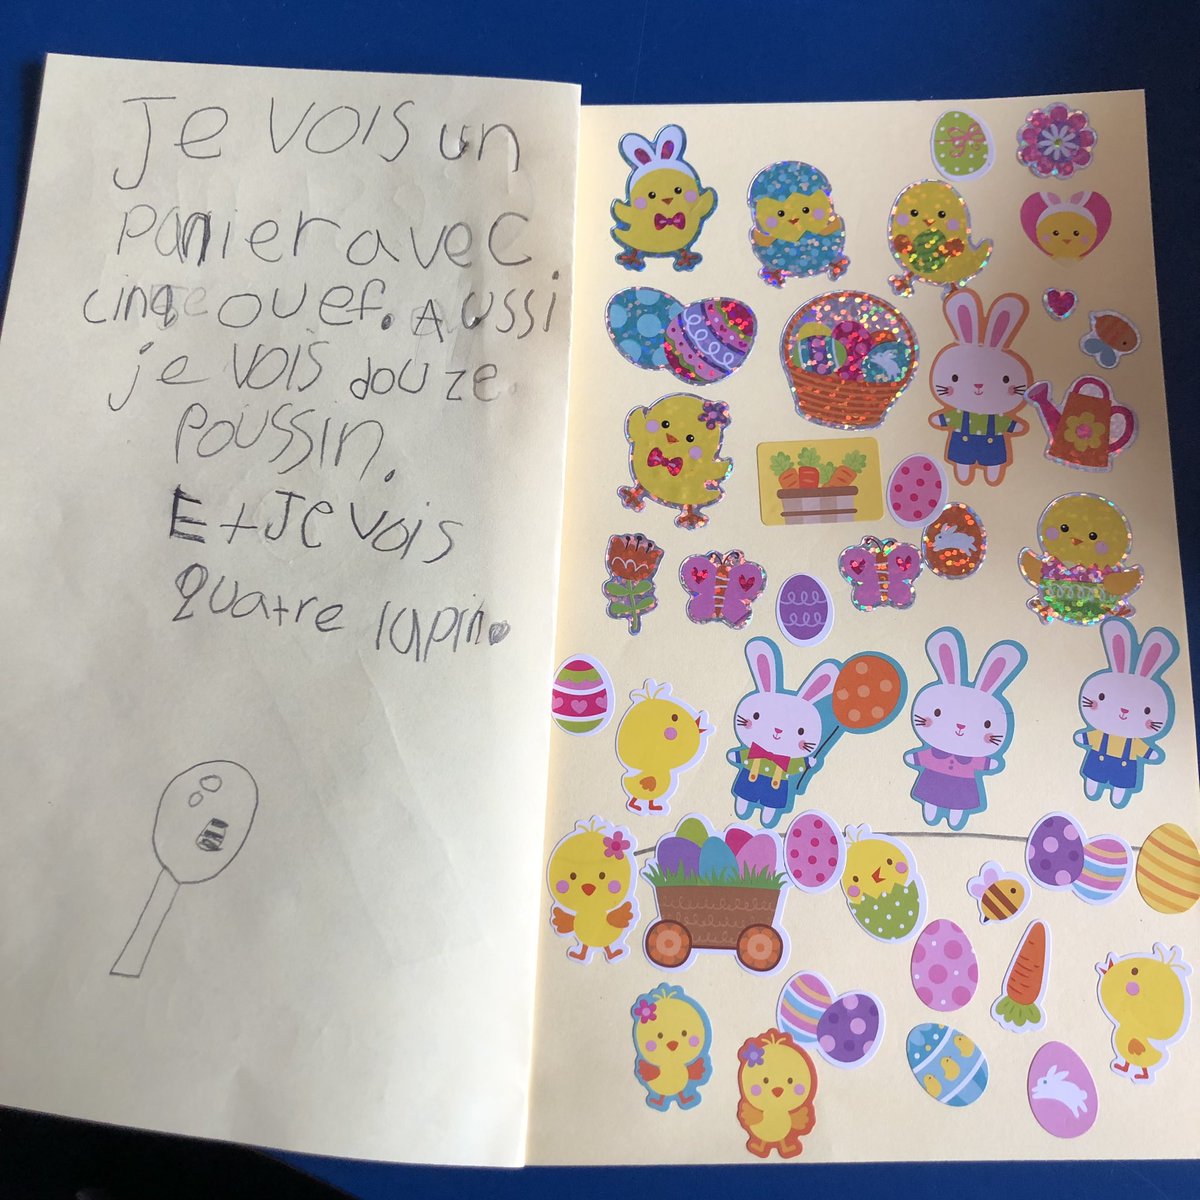 Je vois un
panier avec
cinq ouef. Aussi
je vois douze
poussin.
Et Je vois
quatre lapin.